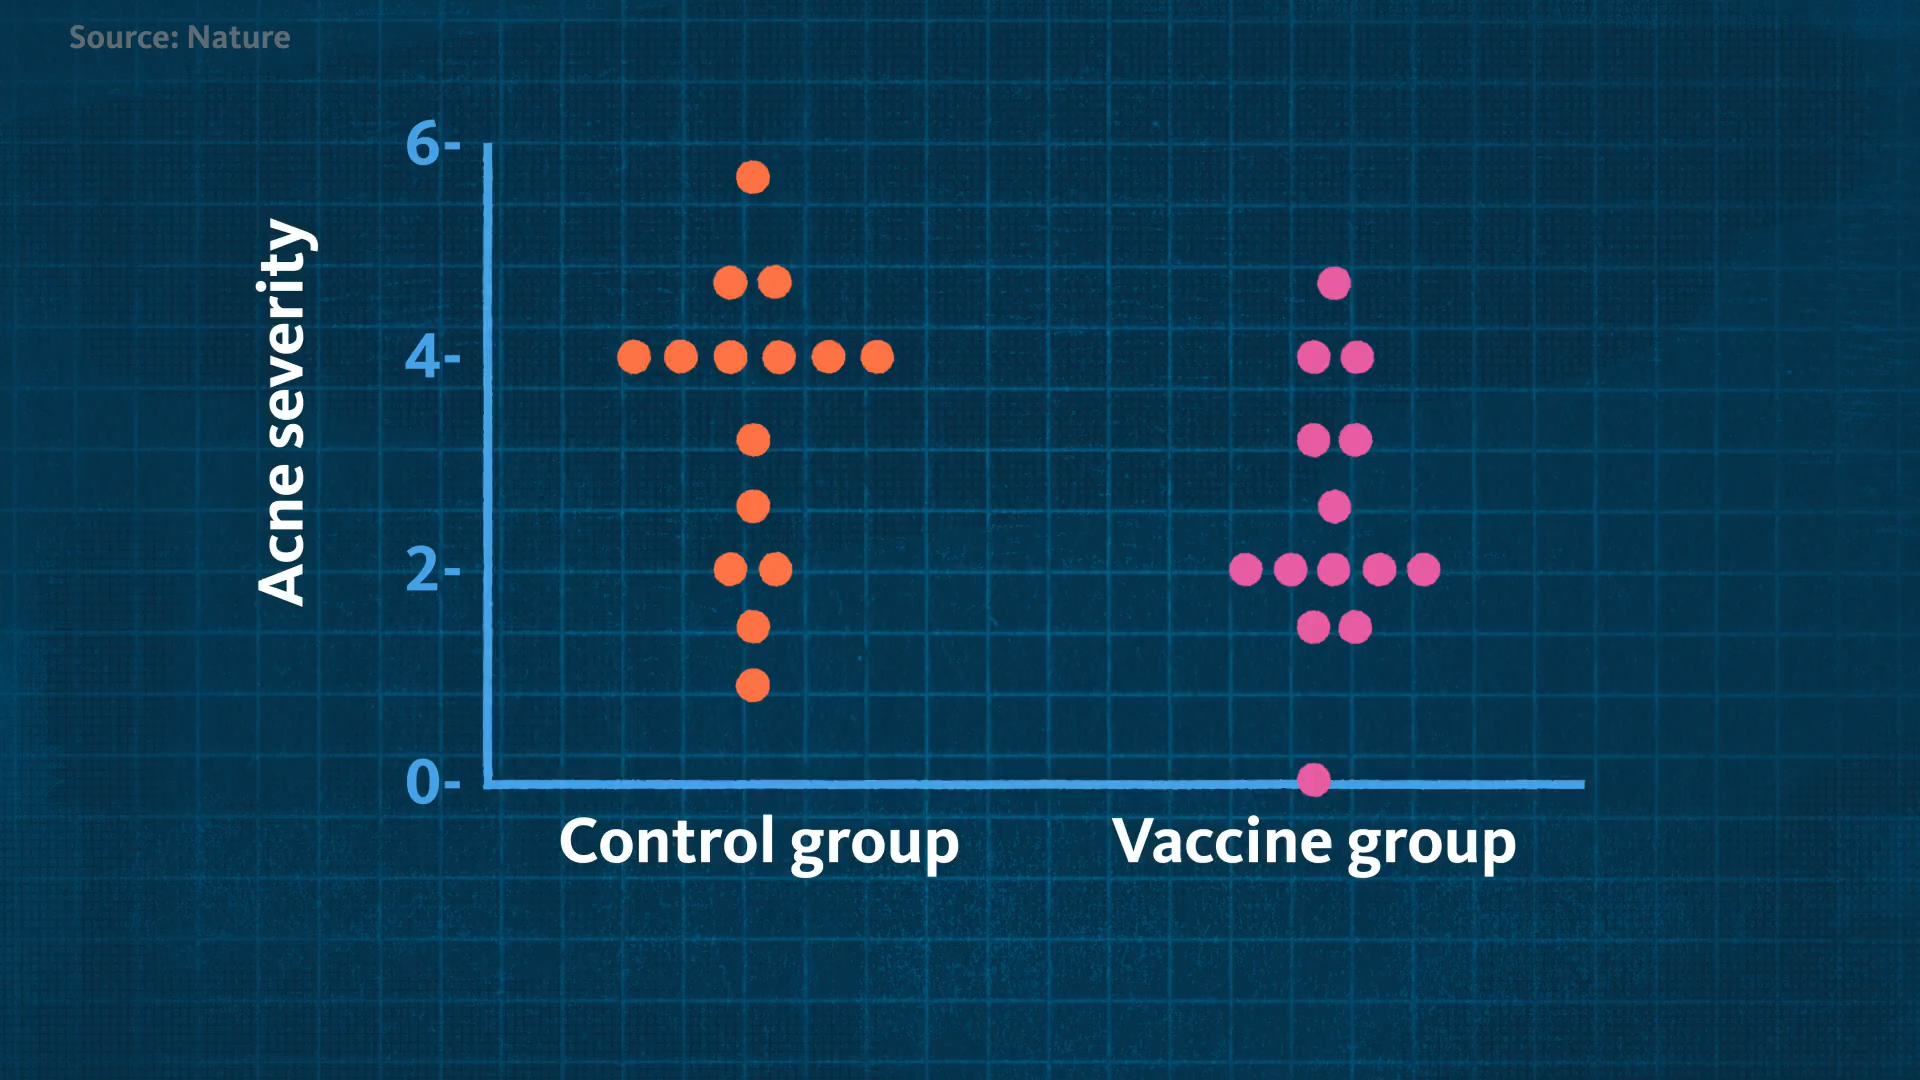 Source: Nature
6-
4-
2-
0-
Acne severity
Control group
Vaccine group